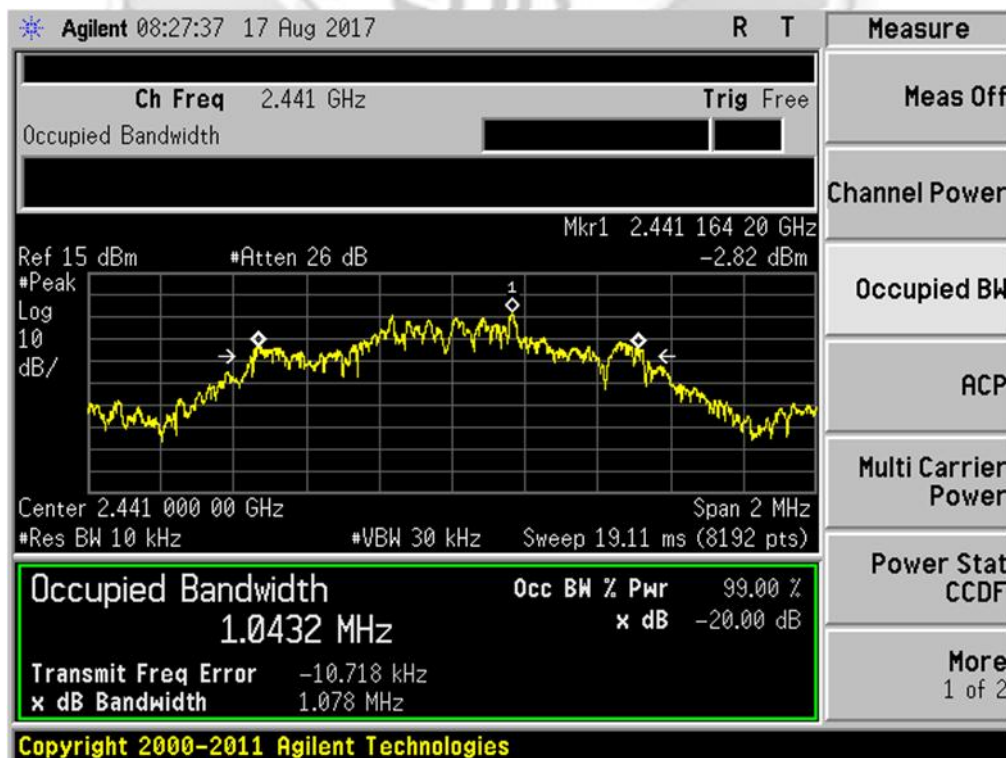 Agilent 08:27:37 17 Aug 2017 R T
Measure
Ch Freq 2.441 GHz Trig Free
Occupied Bandwidth
Meas Off
Channel Power
Occupied BW
ACP
Multi Carrier
Power
Power Stat
CCDF
More
1 of 2
Mkr1 2.441 164 20 GHz
Ref 15 dBm #Atten 26 dB -2.82 dBm
#Peak
Log
10
dB/
1
Center 2.441 000 00 GHz Span 2 MHz
#Res BW 10 kHz #VBW 30 kHz Sweep 19.11 ms (8192 pts)
Occupied Bandwidth Occ BW % Pwr 99.00 %
1.0432 MHz x dB -20.00 dB
Transmit Freq Error -10.718 kHz
x dB Bandwidth 1.078 MHz
Copyright 2000-2011 Agilent Technologies